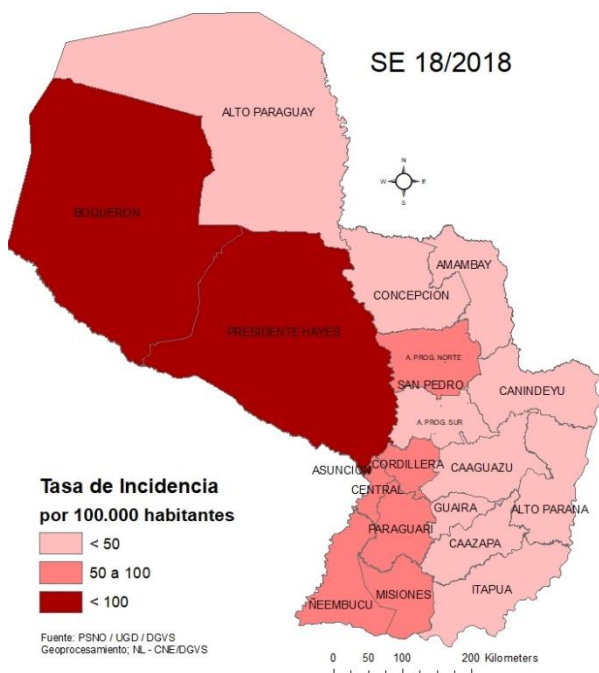 SE 18/2018
ALTO PARAGUAY
N
W E
S
BOQUERON
AMAMBAY
CONCEPCION
PRESIDENTE HAYES
A. PROG. NORTE
SAN PEDRO
CANINDEYU
A. PROG. SUR
ASUNCION
CORDILLERA
CAAGUAZU
CENTRAL
GUAIRA
ALTO PARANA
PARAGUARI
CAAZAPA
ÑEEMBUCU
MISIONES
ITAPUA
Tasa de Incidencia
por 100.000 habitantes
< 50
50 a 100
< 100
Fuente: PSNO / UGD / DGVS
Geoprocesamiento; NL - CNE/DGVS
0 50 100 200 Kilometers